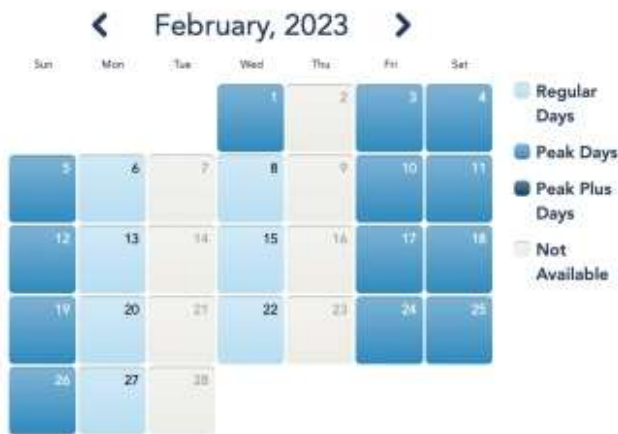 February, 2023
Sun Mon Tue Wed Thu Fri Sat
1 2 3 4
5 6 7 8 9 10 11
12 13 14 15 16 17 18
19 20 21 22 23 24 25
26 27 28
Regular
Days
Peak Days
Peak Plus
Days
Not
Available